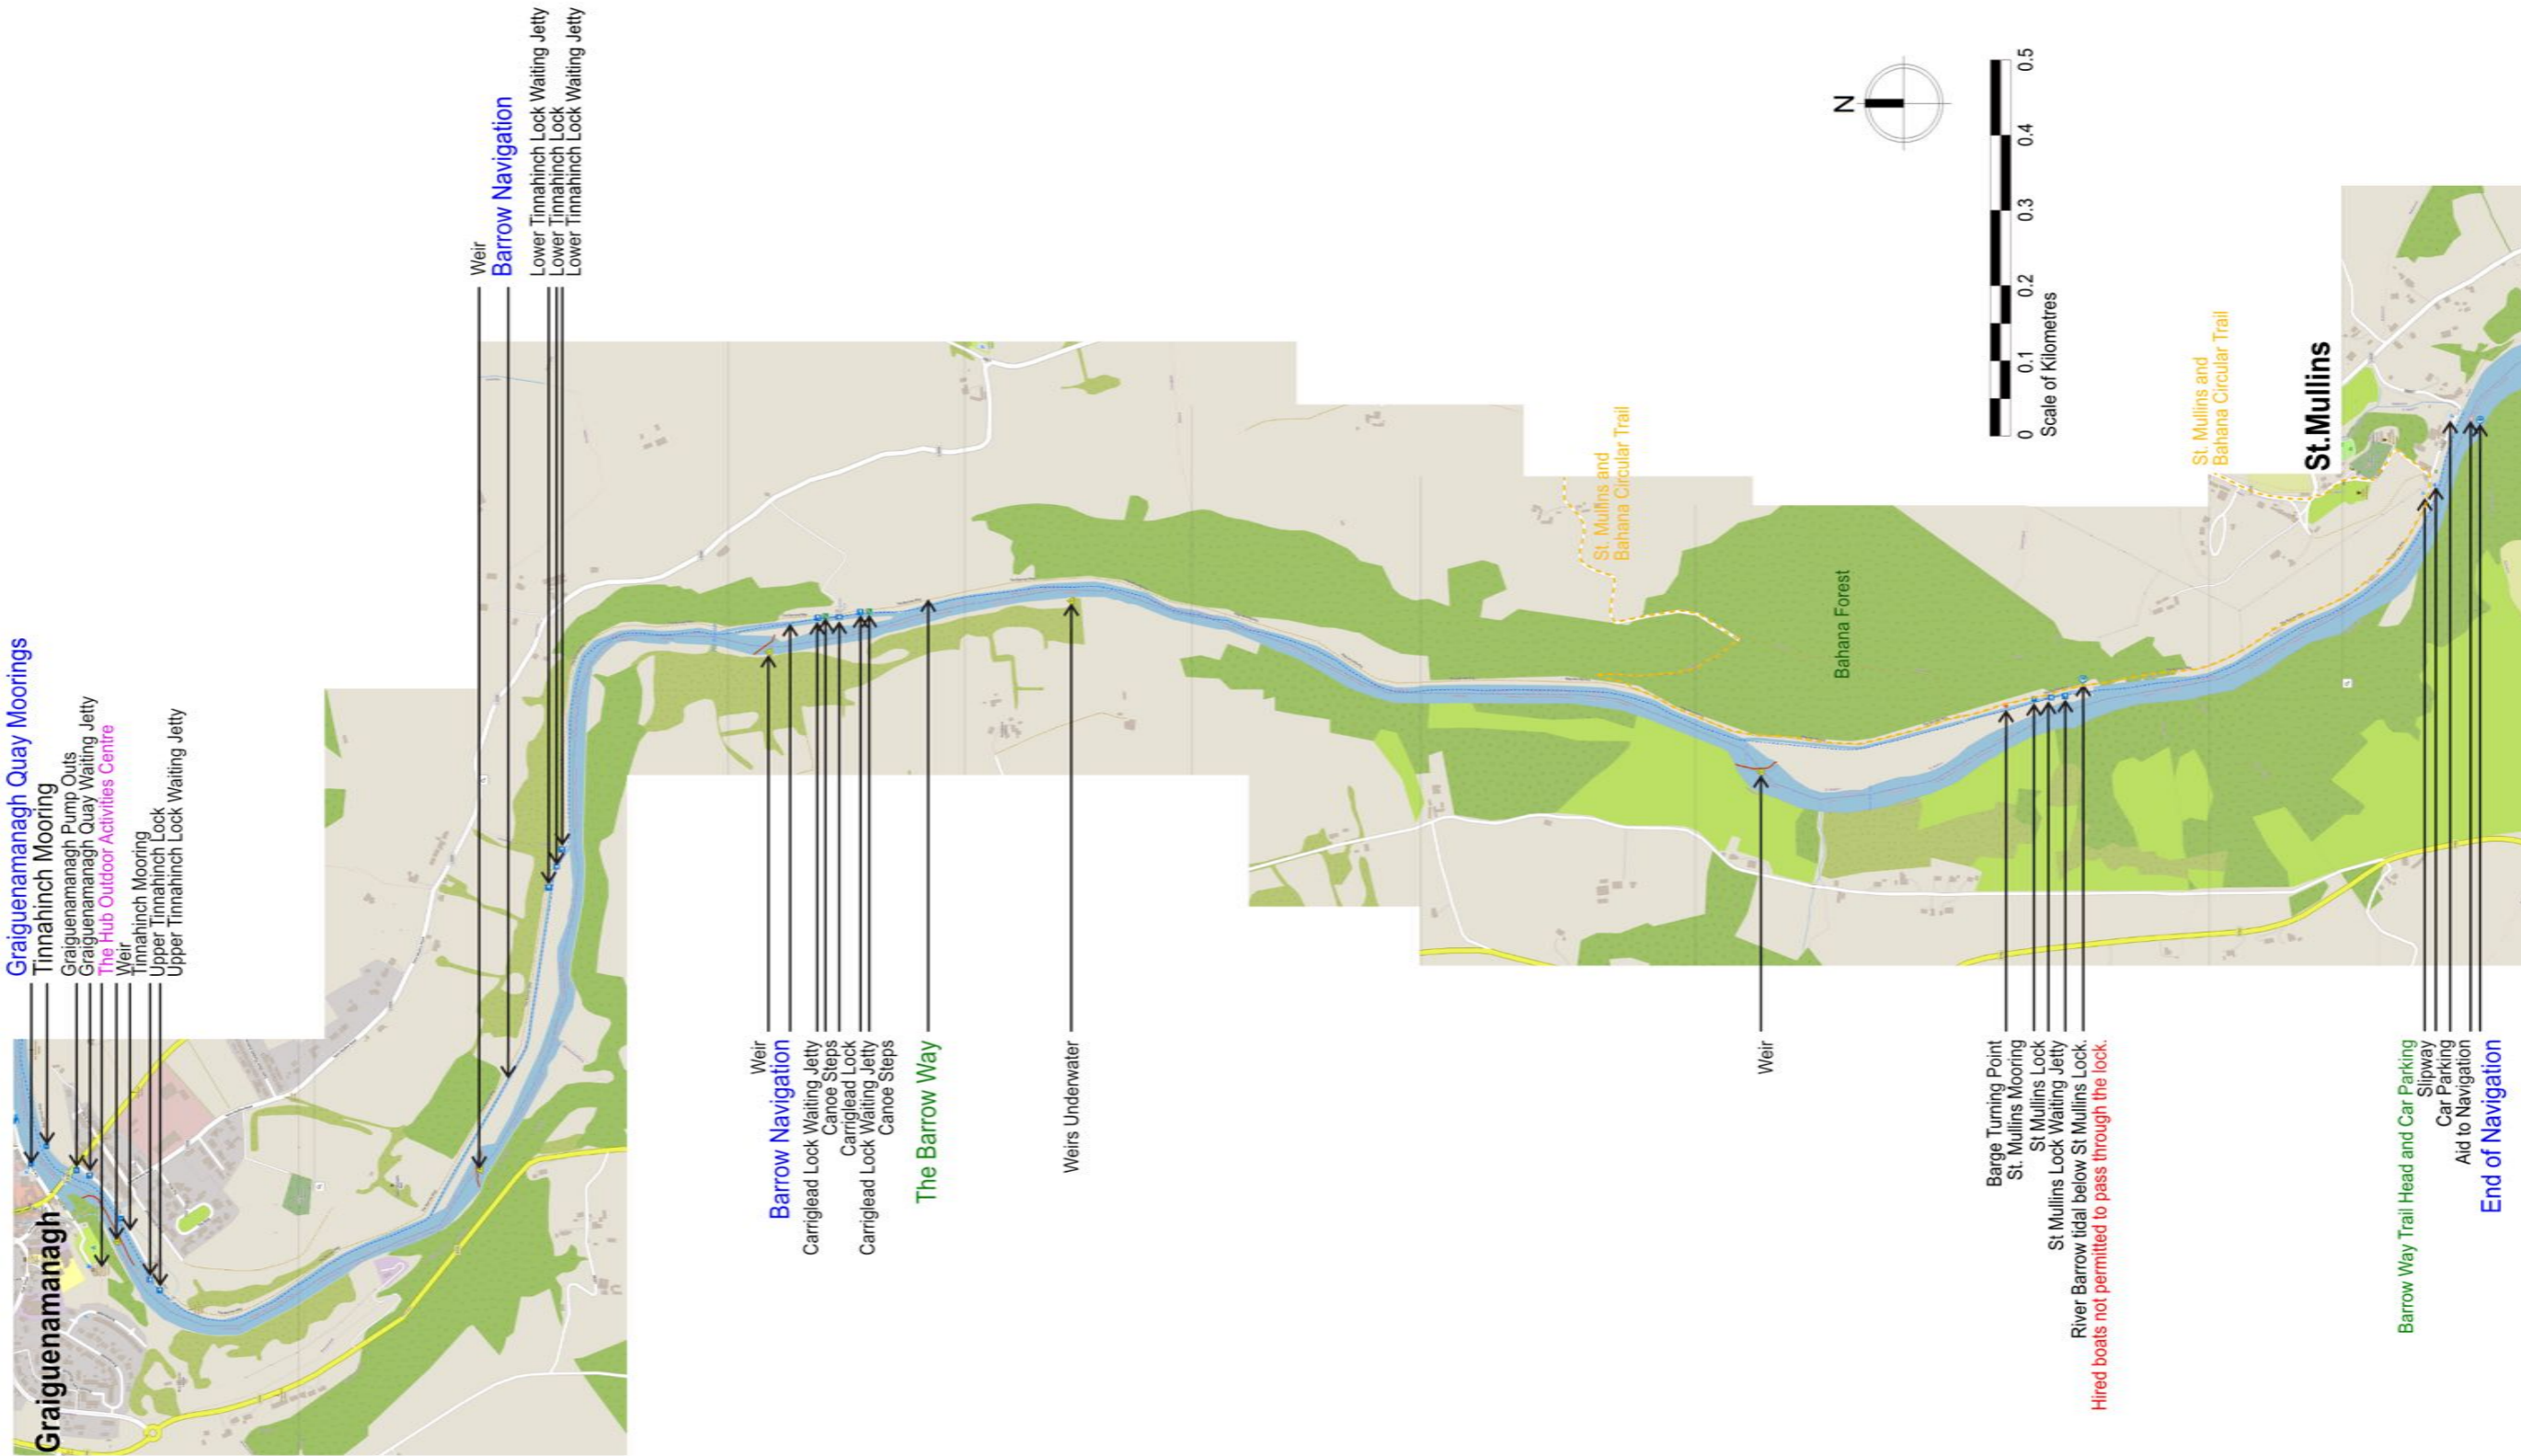 Graiguenamanagh Quay Moorings
Tinnahinch Mooring
Graiguenamanagh Pump Outs
Graiguenamanagh Quay Waiting Jetty
The Hub Outdoor Activities Centre
Weir
Tinnahinch Mooring
Upper Tinnahinch Lock
Upper Tinnahinch Lock Waiting Jetty
Graiguenamanagh
Weir
Barrow Navigation
Lower Tinnahinch Lock Waiting Jetty
Lower Tinnahinch Lock
Lower Tinnahinch Lock Waiting Jetty
Weir
Barrow Navigation
Carriglead Lock Waiting Jetty
Canoe Steps
Carriglead Lock
Carriglead Lock Waiting Jetty
Canoe Steps
The Barrow Way
Weirs Underwater
St. Mullins and
Bahana Circular Trail
Weir
Bahana Forest
N
0 0.1 0.2 0.3 0.4 0.5
Scale of Kilometres
Barge Turning Point
St. Mullins Mooring
St Mullins Lock
St Mullins Lock Waiting Jetty
River Barrow tidal below St Mullins Lock.
Hired boats not permitted to pass through the lock.
St. Mullins and
Bahana Circular Trail
St.Mullins
Barrow Way Trail Head and Car Parking
Slipway
Car Parking
Aid to Navigation
End of Navigation